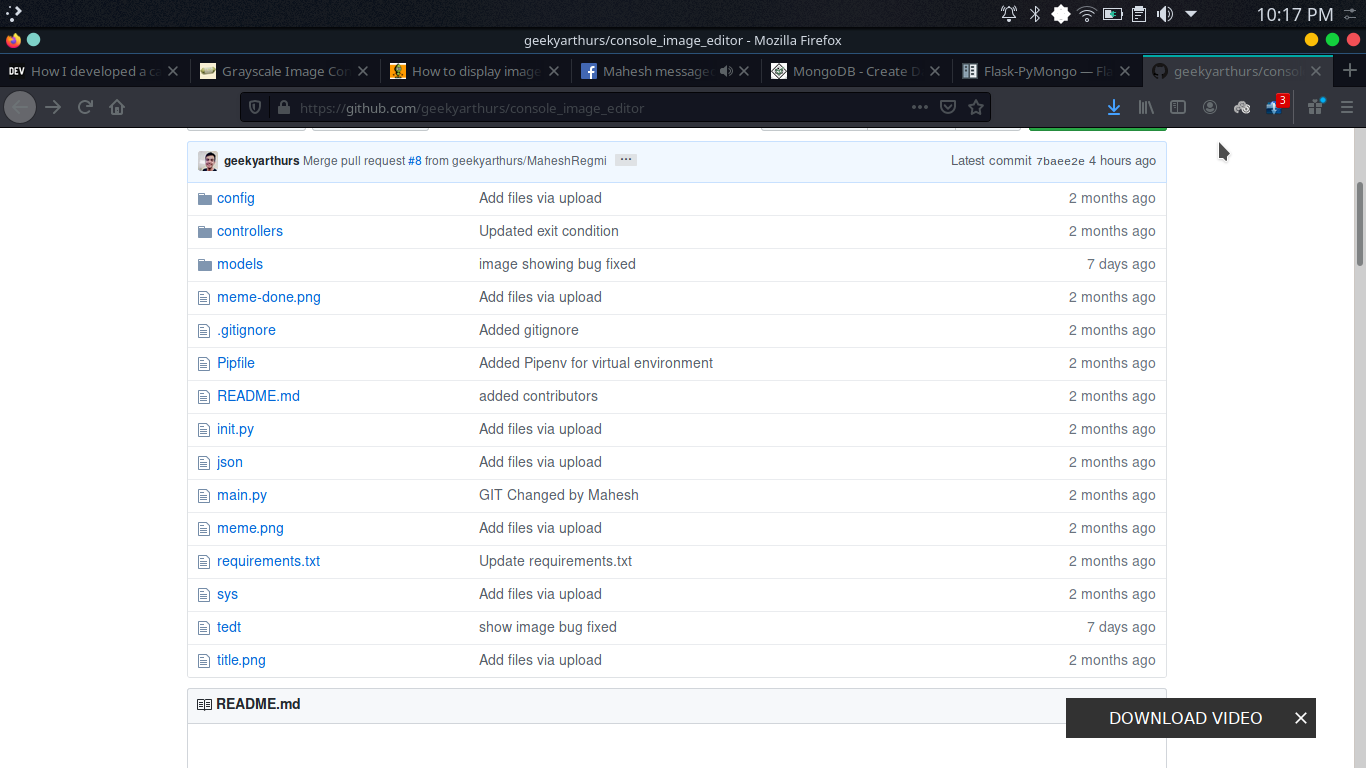 10:17 PM
geekyarthurs/console_image_editor - Mozilla Firefox
DEV How I developed a ca
Grayscale Image Con
How to display image
Mahesh messaged
MongoDB - Create D
Flask-PyMongo — Fla
geekyarthurs/consol
https://github.com/geekyarthurs/console_image_editor
3
geekyarthurs Merge pull request #8 from geekyarthurs/MaheshRegmi ... Latest commit 7baee2e 4 hours ago
config Add files via upload 2 months ago
controllers Updated exit condition 2 months ago
models image showing bug fixed 7 days ago
meme-done.png Add files via upload 2 months ago
.gitignore Added gitignore 2 months ago
Pipfile Added Pipenv for virtual environment 2 months ago
README.md added contributors 2 months ago
init.py Add files via upload 2 months ago
json Add files via upload 2 months ago
main.py GIT Changed by Mahesh 2 months ago
meme.png Add files via upload 2 months ago
requirements.txt Update requirements.txt 2 months ago
sys Add files via upload 2 months ago
tedt show image bug fixed 7 days ago
title.png Add files via upload 2 months ago
README.md
DOWNLOAD VIDEO